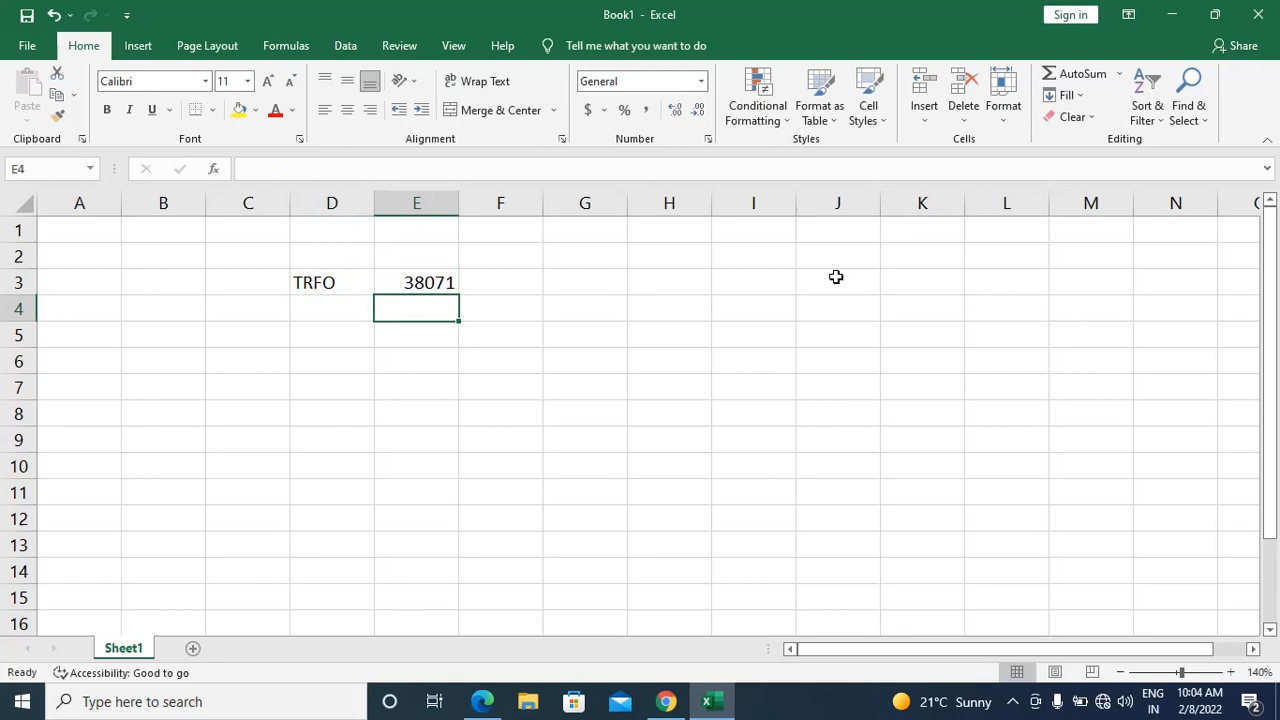 Book1 - Excel
Sign in
File Home Insert Page Layout Formulas Data Review View Help Tell me what you want to do Share
Paste
Calibri 11
B I U A
Wrap Text
Merge & Center
General
$ %
Conditional Formatting
Format as Table
Cell Styles
Insert Delete Format
AutoSum
Fill
Clear
Sort & Filter
Find & Select
Clipboard Font Alignment Number Styles Cells Editing
E4 fx
A B C D E F G H I J K L M N
1
2
3 TRFO 38071
4
5
6
7
8
9
10
11
12
13
14
15
16
Sheet1
Ready Accessibility: Good to go 140%
Type here to search
21°C Sunny
ENG
IN
10:04 AM
2/8/2022
2